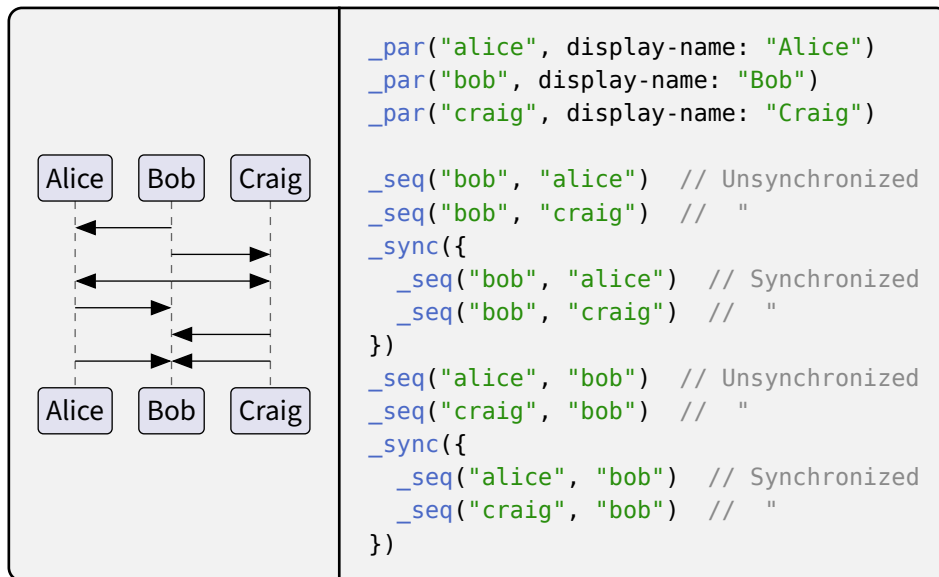 Alice Bob Craig
Alice Bob Craig
_par("alice", display-name: "Alice")
_par("bob", display-name: "Bob")
_par("craig", display-name: "Craig")
_seq("bob", "alice")  // Unsynchronized
_seq("bob", "craig")  //  "
_sync({
  _seq("bob", "alice")  // Synchronized
  _seq("bob", "craig")  //  "
})
_seq("alice", "bob")  // Unsynchronized
_seq("craig", "bob")  //  "
_sync({
  _seq("alice", "bob")  // Synchronized
  _seq("craig", "bob")  //  "
})